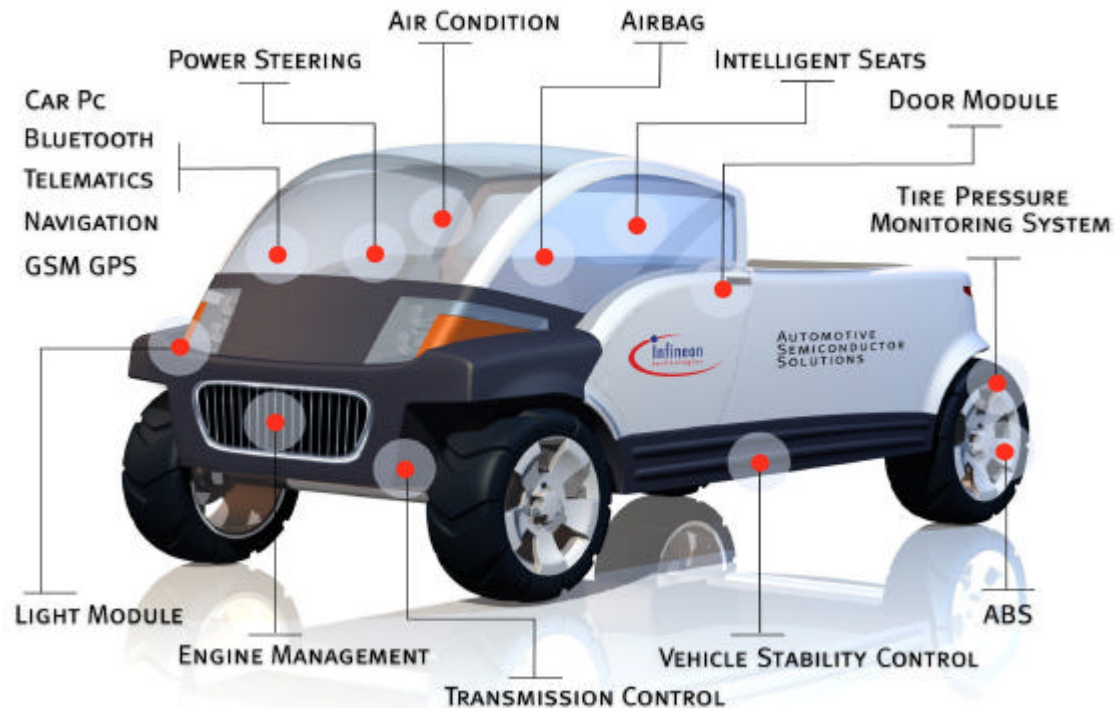 AIR CONDITION
AIRBAG
POWER STEERING
INTELLIGENT SEATS
CAR PC
BLUETOOTH
TELEMATICS
NAVIGATION
GSM GPS
DOOR MODULE
TIRE PRESSURE
MONITORING SYSTEM
Infineon
technologies
AUTOMOTIVE
SEMICONDUCTOR
SOLUTIONS
LIGHT MODULE
ENGINE MANAGEMENT
TRANSMISSION CONTROL
VEHICLE STABILITY CONTROL
ABS